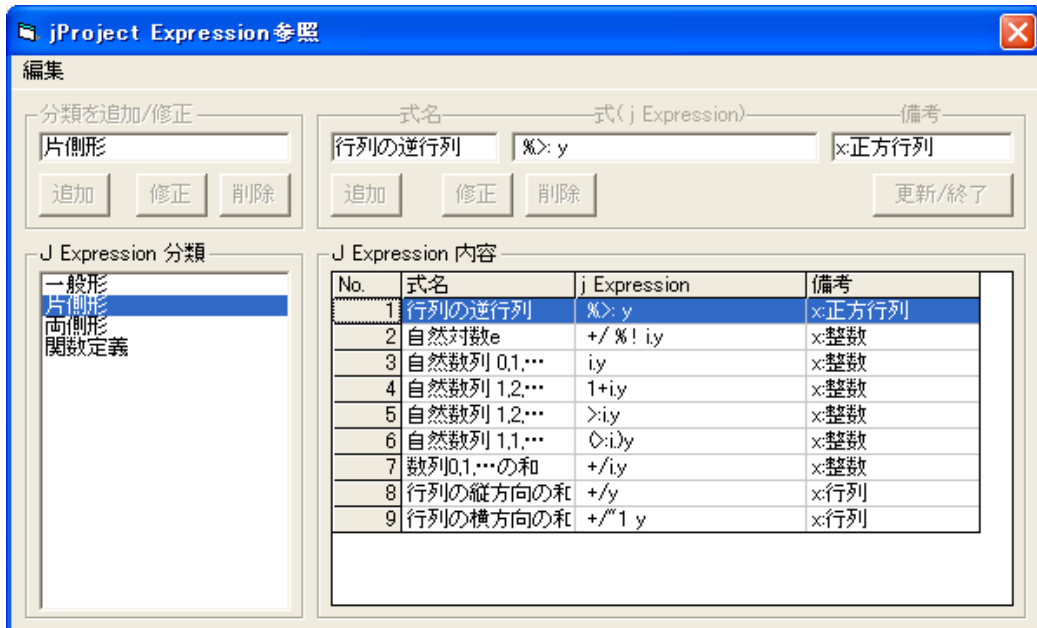 jProject Expression参照
編集
分類を追加/修正 式名 式( j Expression) 備考
片側形 行列の逆行列 %>: y x:正方行列
追加 修正 削除 追加 修正 削除 更新/終了
J Expression 分類 J Expression 内容
一般形
片側形
両側形
関数定義
No. 式名 j Expression 備考
1 行列の逆行列 %>: y x:正方行列
2 自然対数e +/ %! i.y x:整数
3 自然数列 0,1,… i.y x:整数
4 自然数列 1,2,… 1+i.y x:整数
5 自然数列 1,2,… >:i.y x:整数
6 自然数列 1,1,… (>:i.)y x:整数
7 数列0,1,…の和 +/i.y x:整数
8 行列の縦方向の和 +/y x:行列
9 行列の横方向の和 +/"1 y x:行列